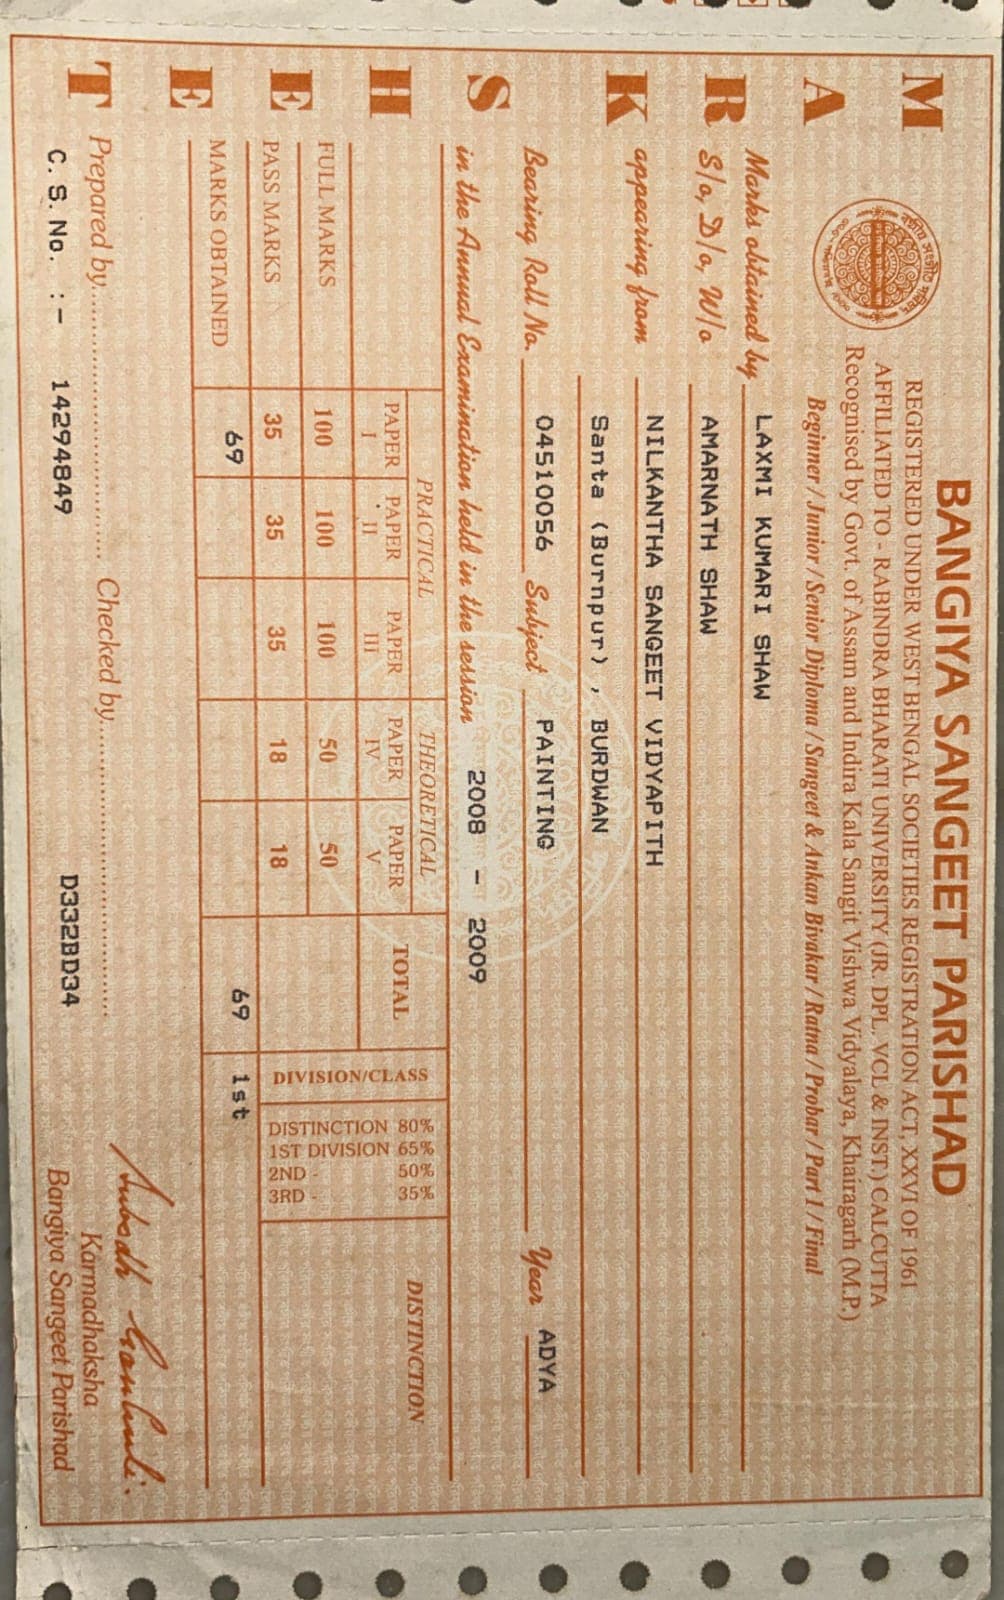 BANGIYA SANGEET PARISHAD
REGISTERED UNDER WEST BENGAL SOCIETIES REGISTRATION ACT, XXVI OF 1961
AFFILIATED TO - RABINDRA BHARATI UNIVERSITY (JR. DPL. VCL & INST.) CALCUTTA
Recognised by Govt. of Assam and Indira Kala Sangit Vishwa Vidyalaya, Khairagarh (M.P.)
Beginner / Junior / Senior Diploma / Sangeet & Ankan Bivakar / Ratna / Probar / Part I / Final
MARK SHEET
Marks obtained by LAXMI KUMARI SHAW
S/o, D/o, W/o AMARNATH SHAW
appearing from NILKANTHA SANGEET VIDYAPITH
Santa (Burnpur) , BURDWAN
Bearing Roll No. 04510056 Subject PAINTING Year ADYA
in the Annual Examination held in the session 2008 - 2009
PRACTICAL THEORETICAL TOTAL DIVISION/CLASS DISTINCTION
PAPER I PAPER II PAPER III PAPER IV PAPER V
FULL MARKS 100 100 100 50 50
PASS MARKS 35 35 35 18 18
DISTINCTION 80%
1ST DIVISION 65%
2ND - 50%
3RD - 35%
MARKS OBTAINED 69 69 1st
Prepared by.............................. Checked by..............................
Karmadhaksha
Bangiya Sangeet Parishad
C. S. No. :- 14294849 D332BD34